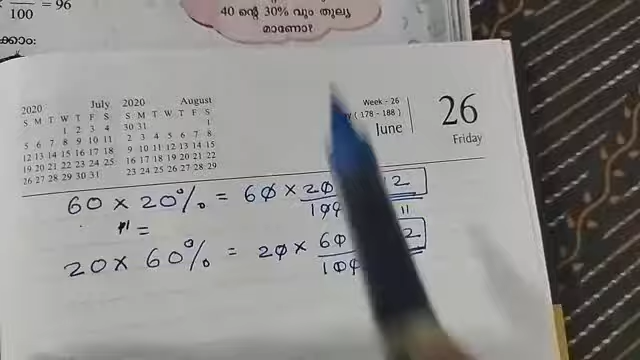 100 = 96
40 ന്റെ 30% വും തുല്യ
മാണോ?
ക്കാം:
2020 July 2020 August
S M T W T F S S M T W T F S
1 2 3 4 30 31 1
5 6 7 8 9 10 11 2 3 4 5 6 7 8
12 13 14 15 16 17 18 9 10 11 12 13 14 15
19 20 21 22 23 24 25 16 17 18 19 20 21 22
26 27 28 29 30 31 23 24 25 26 27 28 29
Week - 26
( 178 - 188 )
June
26
Friday
60 × 20% = 60 × 20
100
=
20 × 60% = 20 × 60
100